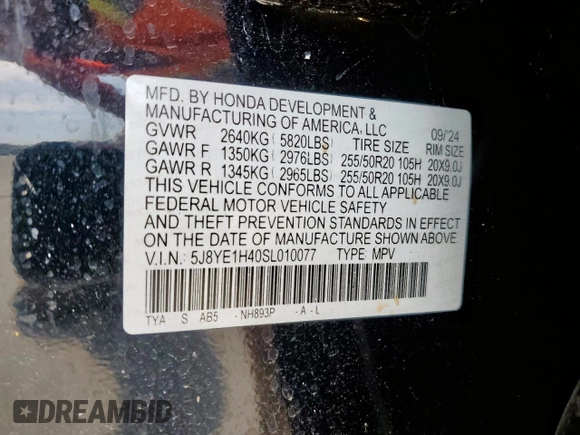 MFD. BY HONDA DEVELOPMENT &
MANUFACTURING OF AMERICA, LLC 09/'24
GVWR 2640KG ( 5820LBS) TIRE SIZE RIM SIZE
GAWR F 1350KG ( 2976LBS) 255/50R20 105H 20X9.0J
GAWR R 1345KG ( 2965LBS) 255/50R20 105H 20X9.0J
THIS VEHICLE CONFORMS TO ALL APPLICABLE
FEDERAL MOTOR VEHICLE SAFETY
AND THEFT PREVENTION STANDARDS IN EFFECT
ON THE DATE OF MANUFACTURE SHOWN ABOVE.
V.I.N.: 5J8YE1H40SL010077 TYPE: MPV
TYA S AB5 - NH893P - A - L
DREAMBID